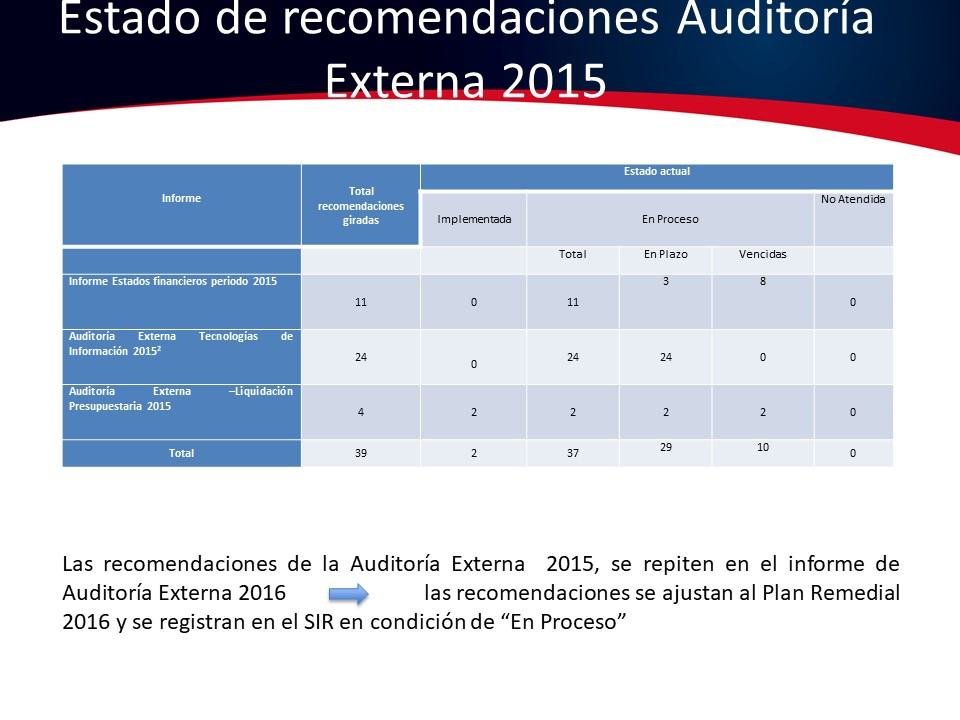 Estado de recomendaciones Auditoría
Externa 2015
Informe
Total
recomendaciones
giradas
Estado actual
Implementada
En Proceso
No Atendida
Total En Plazo Vencidas
Informe Estados financieros periodo 2015
11 0 11 3 8 0
Auditoría Externa Tecnologías de
Información 2015²
24 0 24 24 0 0
Auditoría Externa –Liquidación
Presupuestaria 2015
4 2 2 2 2 0
Total 39 2 37 29 10 0
Las recomendaciones de la Auditoría Externa 2015, se repiten en el informe de
Auditoría Externa 2016 las recomendaciones se ajustan al Plan Remedial
2016 y se registran en el SIR en condición de “En Proceso”